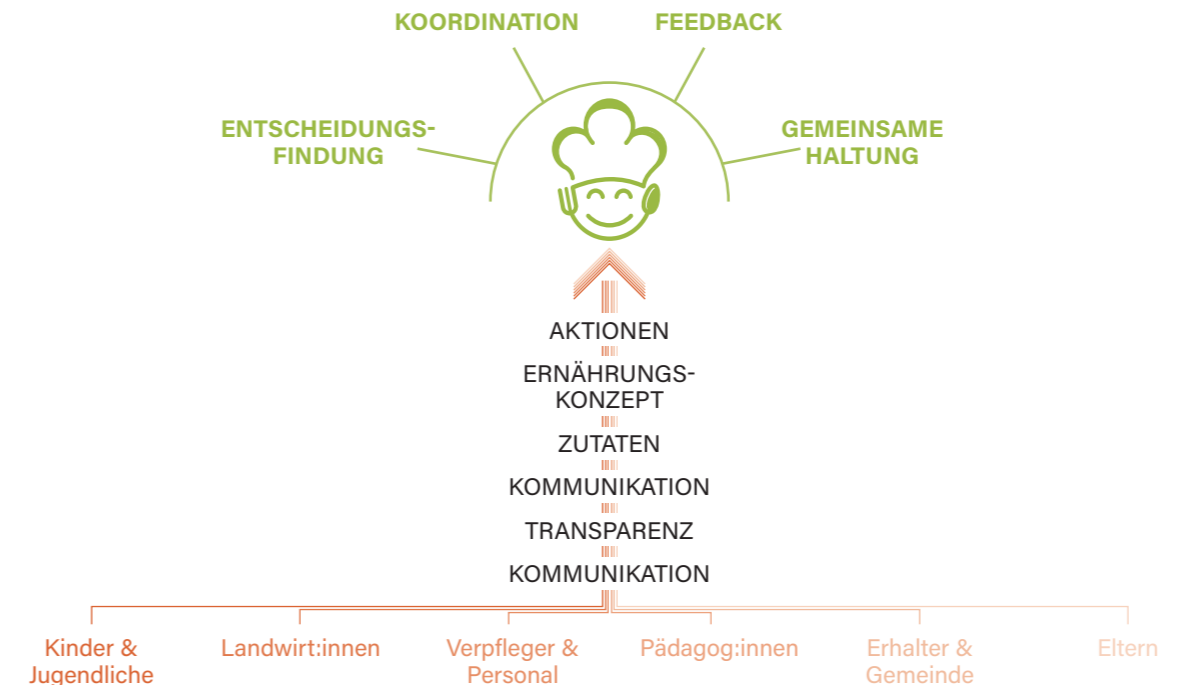 KOORDINATION
FEEDBACK
ENTSCHEIDUNGS-
FINDUNG
GEMEINSAME
HALTUNG
AKTIONEN
ERNÄHRUNGS-
KONZEPT
ZUTATEN
KOMMUNIKATION
TRANSPARENZ
KOMMUNIKATION
Kinder &
Jugendliche
Landwirt:innen
Verpfleger &
Personal
Pädagog:innen
Erhalter &
Gemeinde
Eltern